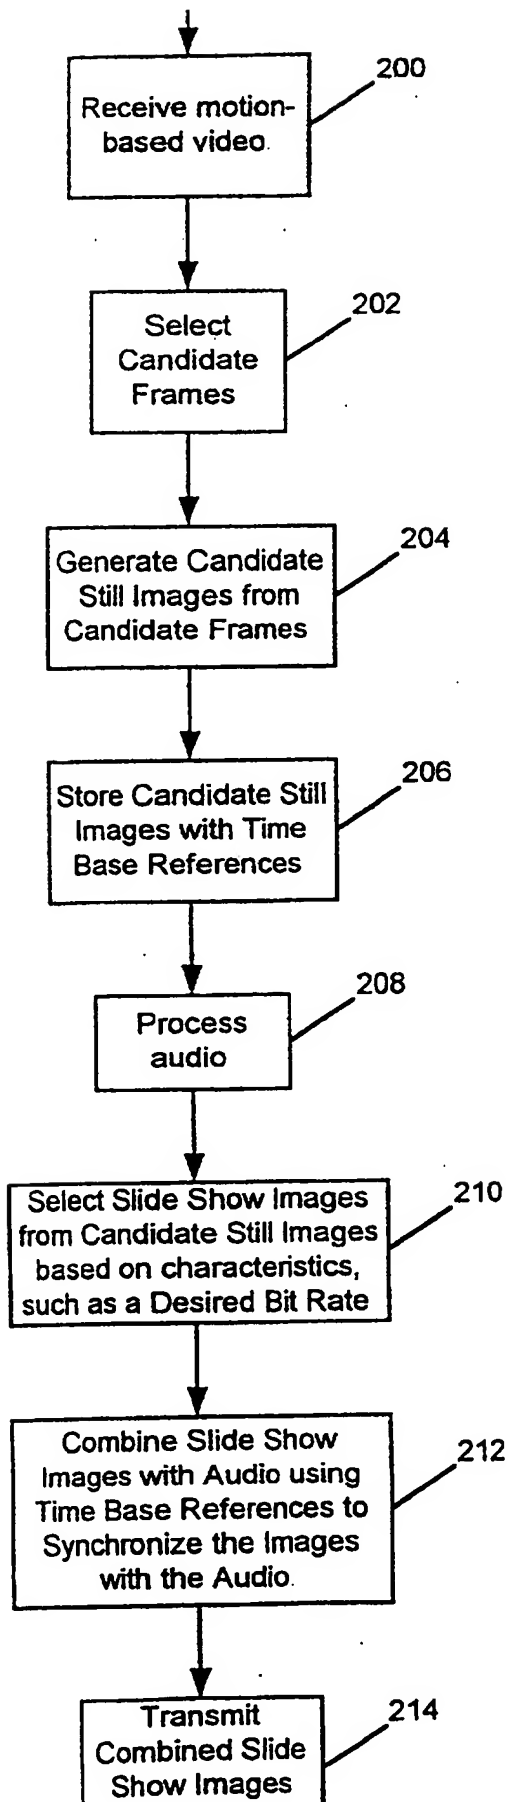 200
Receive motion-
based video.
202
Select
Candidate
Frames
204
Generate Candidate
Still Images from
Candidate Frames
206
Store Candidate Still
Images with Time
Base References
208
Process
audio
210
Select Slide Show Images
from Candidate Still Images
based on characteristics,
such as a Desired Bit Rate
212
Combine Slide Show
Images with Audio using
Time Base References to
Synchronize the Images
with the Audio.
214
Transmit
Combined Slide
Show Images